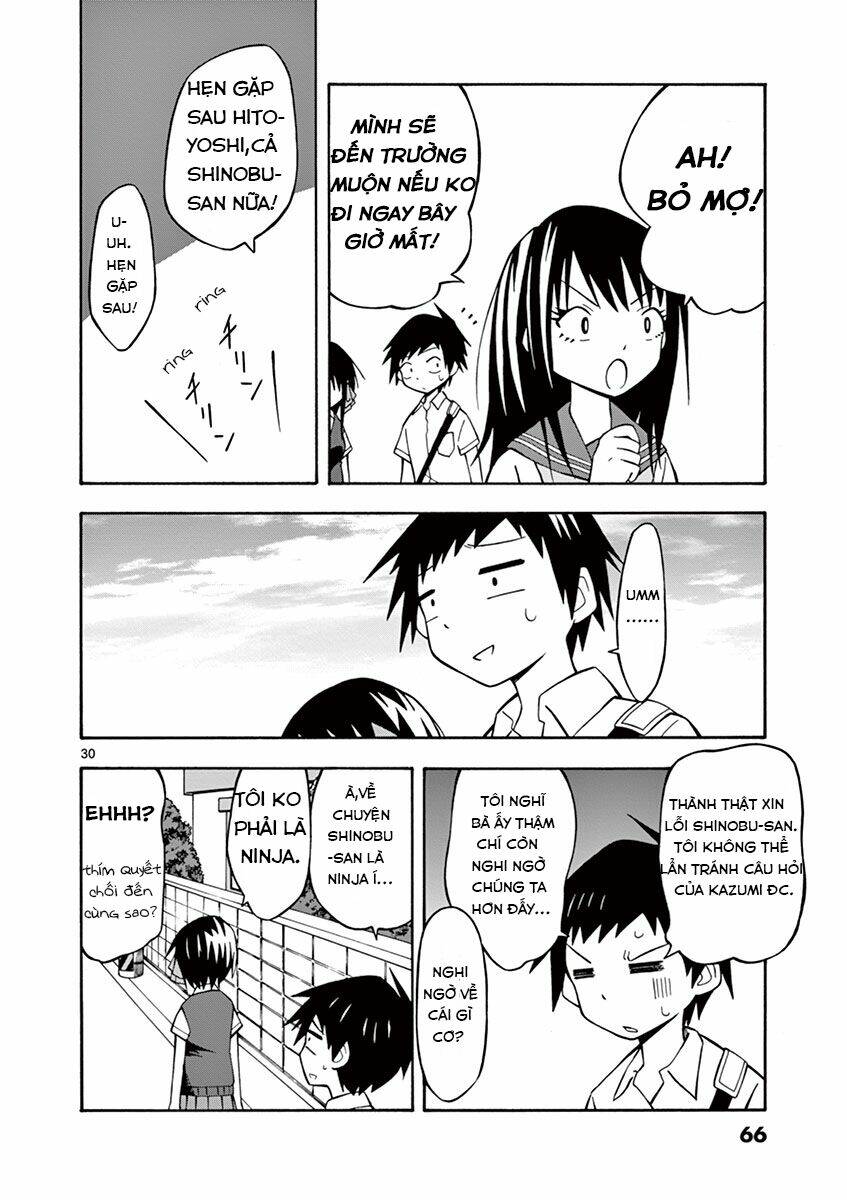 AH!
BỎ MỢ!
MÌNH SẼ
ĐẾN TRƯỜNG
MUỘN NẾU KO
ĐI NGAY BÂY
GIỜ MẤT!
HẸN GẶP
SAU HITO-
YOSHI,CẢ
SHINOBU-
SAN NỮA!
U-
UH.
HẸN
GẶP
SAU!
ring
ring
チリン
チリン
UMM
......
30
THÀNH THẬT XIN
LỖI SHINOBU-SAN.
TÔI KHÔNG THỂ
LẨN TRÁNH CÂU HỎI
CỦA KAZUMI ĐC.
TÔI NGHĨ
BÀ ẤY THẬM
CHÍ CÒN
NGHI NGỜ
CHÚNG TA
HƠN ĐẤY...
NGHI
NGỜ VỀ
CÁI GÌ
CƠ?
À,VỀ
CHUYỆN
SHINOBU
-SAN LÀ
NINJA Í...
TÔI KO
PHẢI LÀ
NINJA.
EHHH?
thím Quyết
chối đến
cùng sao?
66